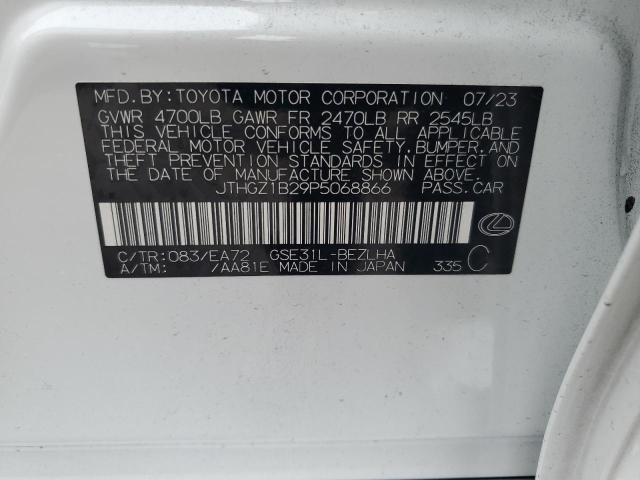 MFD.BY:TOYOTA MOTOR CORPORATION 07/23
GVWR 4700LB GAWR FR 2470LB RR 2545LB
THIS VEHICLE CONFORMS TO ALL APPLICABLE
FEDERAL MOTOR VEHICLE SAFETY,BUMPER,AND
THEFT PREVENTION STANDARDS IN EFFECT ON
THE DATE OF MANUFACTURE SHOWN ABOVE.
JTHGZ1B29P5068866 PASS.CAR
C/TR:083/EA72 GSE31L-BEZLHA
A/TM: /AA81E MADE IN JAPAN 335 C